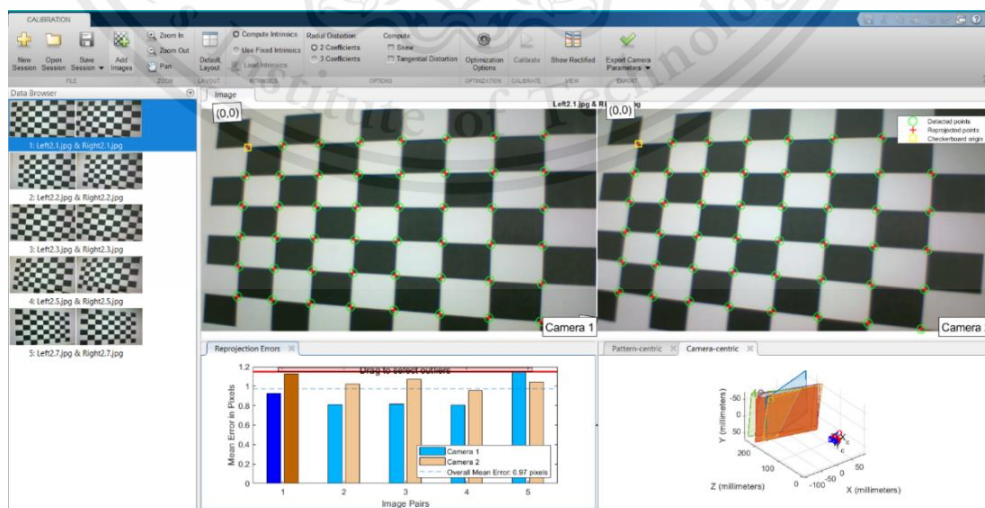 CALIBRATION
New Session
Open Session
Save Session
Add Images
FILE
Zoom In
Zoom Out
Pan
ZOOM
Default Layout
LAYOUT
Compute Intrinsics
Use Fixed Intrinsics
Load Intrinsics
INTRINSICS
Radial Distortion
2 Coefficients
3 Coefficients
Compute
Skew
Tangential Distortion
OPTIONS
Optimization Options
OPTIMIZATION
Calibrate
CALIBRATE
Show Rectified
VIEW
Export Camera Parameters
EXPORT
Institute of Technology
Data Browser
1: Left2.1.jpg & Right2.1.jpg
2: Left2.2.jpg & Right2.2.jpg
3: Left2.3.jpg & Right2.3.jpg
4: Left2.5.jpg & Right2.5.jpg
5: Left2.7.jpg & Right2.7.jpg
Image
Left2.1.jpg &
(0,0)
(0,0)
Detected points
Reprojected points
Checkerboard origin
Camera 1
Camera
Reprojection Errors
Drag to select outliers
Mean Error in Pixels
1.2
1
0.8
0.6
0.4
0.2
0
Camera 1
Camera 2
Overall Mean Error: 0.97 pixels
1 2 3 4 5
Image Pairs
Pattern-centric
Camera-centric
Y (millimeters)
-50
0
50
200
100
0
Z (millimeters)
-100
-50
0
50
X (millimeters)